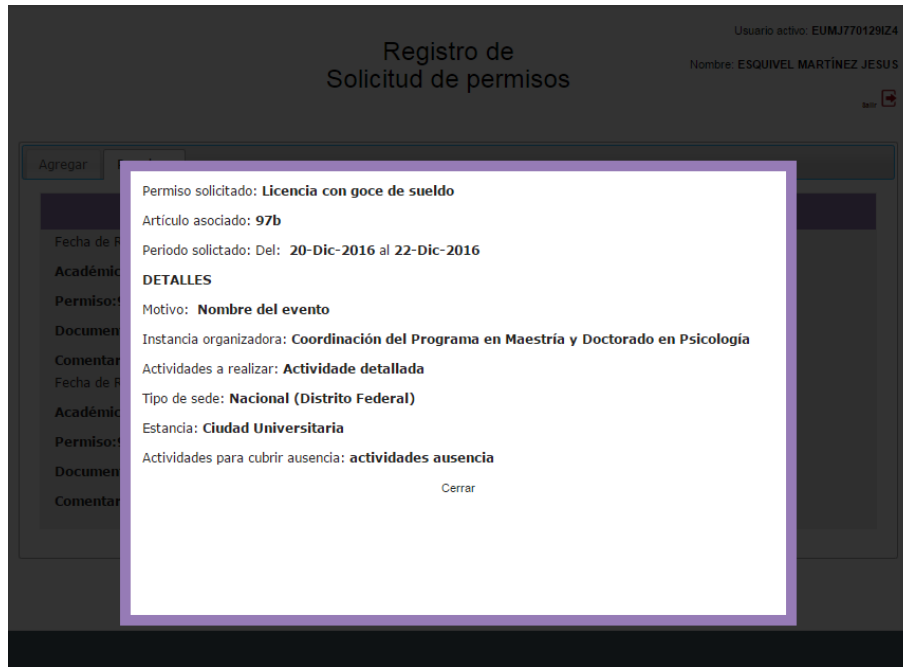 Usuario activo: EUMJ770129IZ4
Registro de
Solicitud de permisos
Nombre: ESQUIVEL MARTÍNEZ JESUS
Agregar
Permiso solicitado: Licencia con goce de sueldo
Artículo asociado: 97b
Periodo solictado: Del: 20-Dic-2016 al 22-Dic-2016
DETALLES
Motivo: Nombre del evento
Instancia organizadora: Coordinación del Programa en Maestría y Doctorado en Psicología
Actividades a realizar: Actividade detallada
Tipo de sede: Nacional (Distrito Federal)
Estancia: Ciudad Universitaria
Actividades para cubrir ausencia: actividades ausencia
Cerrar
Fecha de R
Académic
Permiso:9
Documen
Comentar
Fecha de R
Académic
Permiso:9
Documen
Comentar